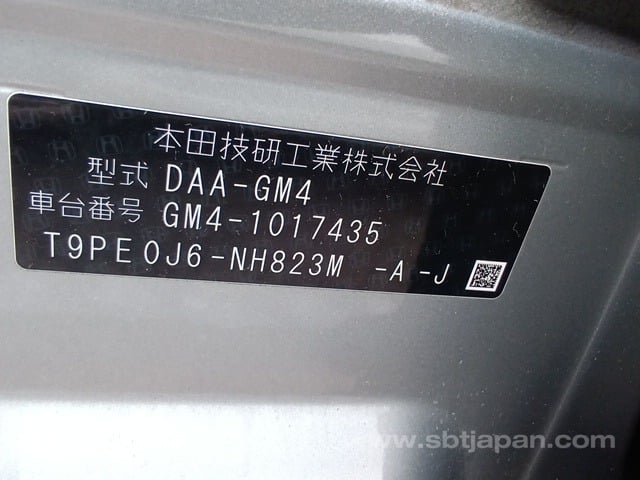 本田技研工業株式会社
型式 DAA-GM4
車台番号 GM4-1017435
T9PE0J6-NH823M -A-J
www.sbtjapan.com